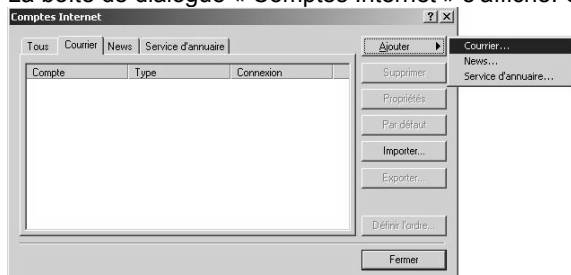 La boîte de dialogue « Comptes Internet » s'affiche.
Comptes Internet
Tous Courrier News Service d'annuaire
Compte Type Connexion
Ajouter
Supprimer
Propriétés
Par défaut
Importer...
Exporter...
Définir l'ordre...
Fermer
Courrier...
News...
Service d'annuaire...